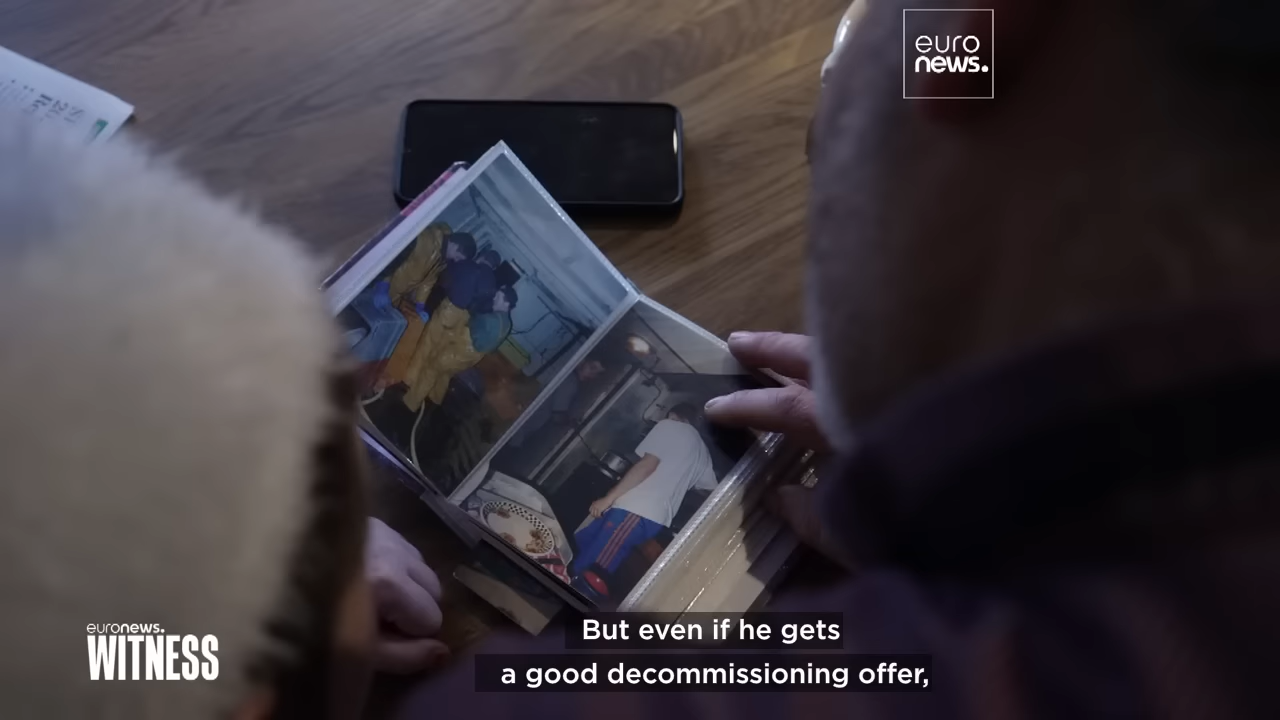 euro
news.
euronews.
WITNESS
But even if he gets
a good decommissioning offer,